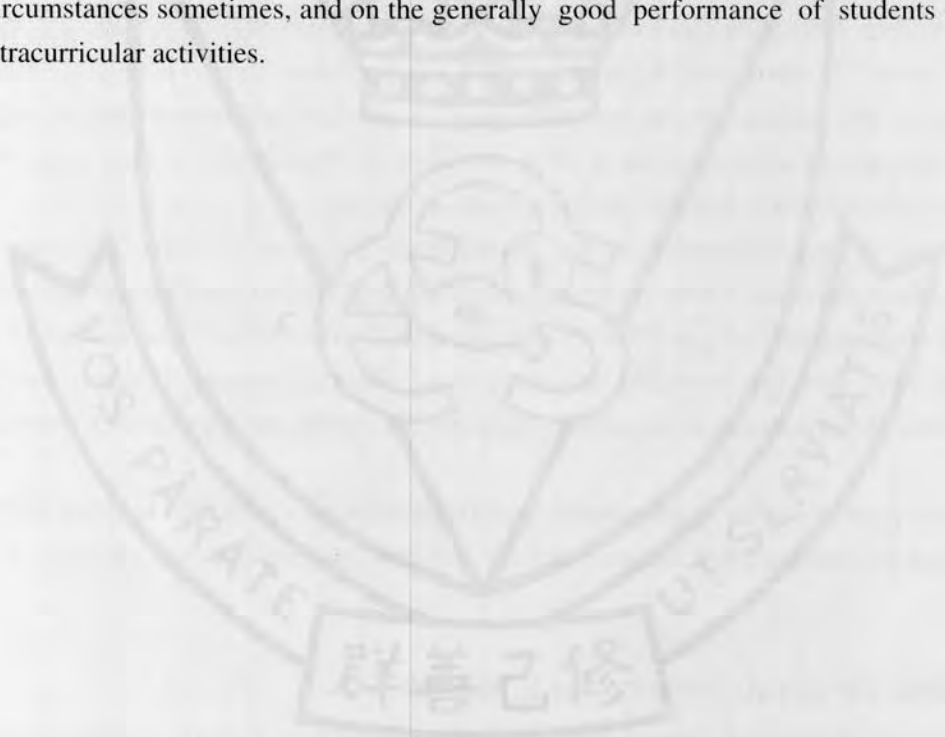 rcumstances sometimes, and on the generally good performance of students
tracurricular activities.
VOS PARATE UT SERVIATIS
群善己修